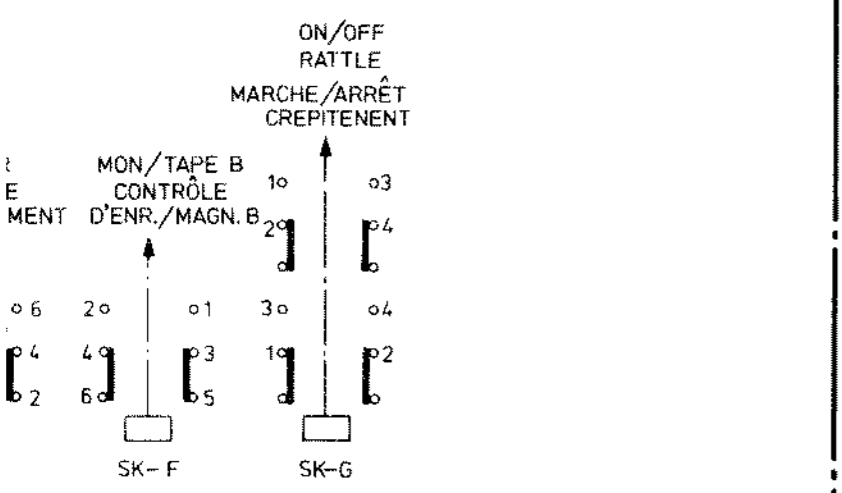 ON/OFF
RATTLE
MARCHE/ARRÊT
CREPITENENT
MON/TAPE B
CONTRÔLE
D'ENR./MAGN. B
E
MENT
1 3
2 4
6 2 1 3 4
4 4 3 1 2
2 6 5
SK-F SK-G